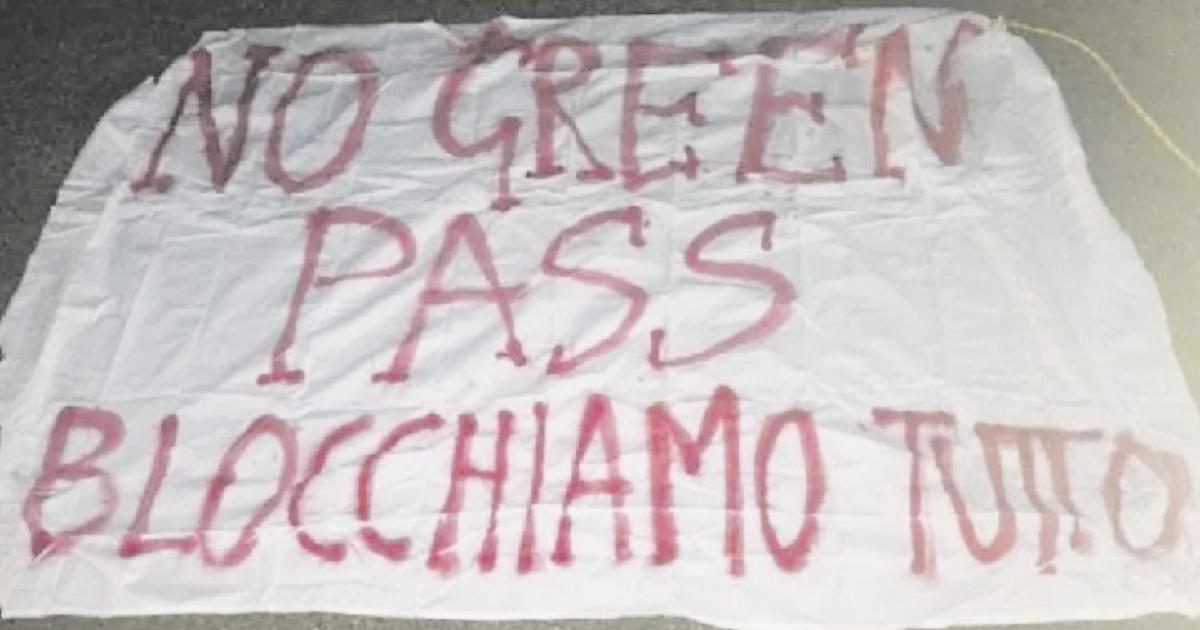 NO GREEN
PASS
BLOCCHIAMO TUTTO